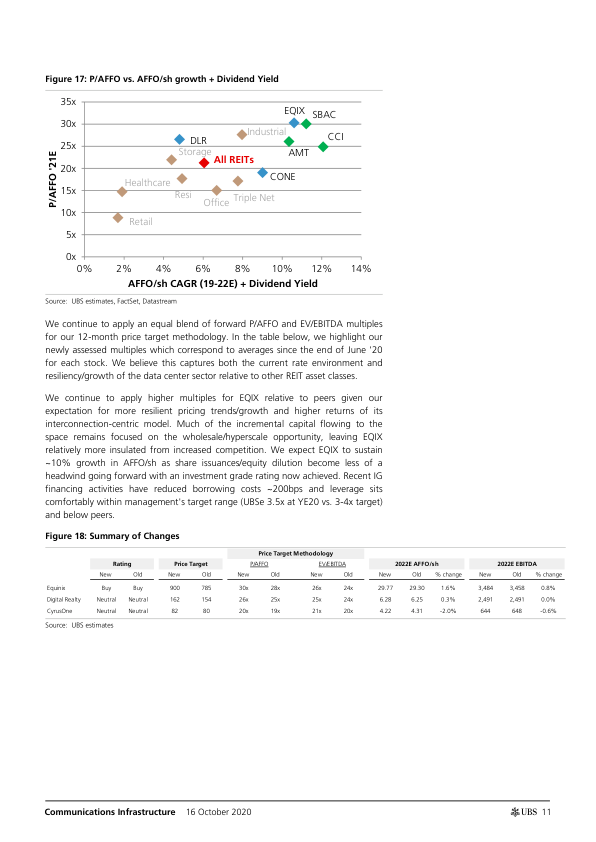 Figure 17: P/AFFO vs. AFFO/sh growth + Dividend Yield
35x
30x
25x
20x
15x
10x
5x
0x
P/AFFO '21E
EQIX
SBAC
Industrial
CCI
DLR
AMT
Storage
All REITs
CONE
Healthcare
Resi
Office
Triple Net
Retail
0% 2% 4% 6% 8% 10% 12% 14%
AFFO/sh CAGR (19-22E) + Dividend Yield
Source: UBS estimates, FactSet, Datastream
We continue to apply an equal blend of forward P/AFFO and EV/EBITDA multiples
for our 12-month price target methodology. In the table below, we highlight our
newly assessed multiples which correspond to averages since the end of June '20
for each stock. We believe this captures both the current rate environment and
resiliency/growth of the data center sector relative to other REIT asset classes.
We continue to apply higher multiples for EQIX relative to peers given our
expectation for more resilient pricing trends/growth and higher returns of its
interconnection-centric model. Much of the incremental capital flowing to the
space remains focused on the wholesale/hyperscale opportunity, leaving EQIX
relatively more insulated from increased competition. We expect EQIX to sustain
~10% growth in AFFO/sh as share issuances/equity dilution become less of a
headwind going forward with an investment grade rating now achieved. Recent IG
financing activities have reduced borrowing costs ~200bps and leverage sits
comfortably within management's target range (UBSe 3.5x at YE20 vs. 3-4x target)
and below peers.
Figure 18: Summary of Changes
Price Target Methodology
Rating Price Target P/AFFO EV/EBITDA 2022E AFFO/sh 2022E EBITDA
New Old New Old New Old New Old New Old % change New Old % change
Equinix Buy Buy 900 785 30x 28x 26x 24x 29.77 29.30 1.6% 3,484 3,458 0.8%
Digital Realty Neutral Neutral 162 154 26x 25x 25x 24x 6.28 6.25 0.3% 2,491 2,491 0.0%
CyrusOne Neutral Neutral 82 80 20x 19x 21x 20x 4.22 4.31 -2.0% 644 648 -0.6%
Source: UBS estimates
Communications Infrastructure 16 October 2020 UBS 11